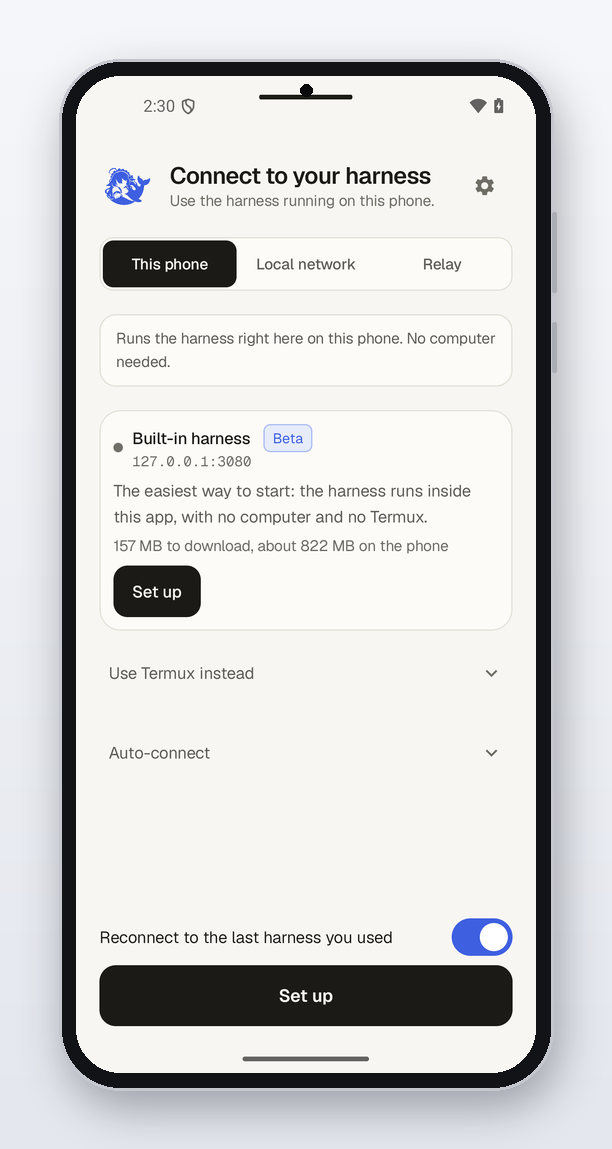 2:30
Connect to your harness
Use the harness running on this phone.
This phone
Local network
Relay
Runs the harness right here on this phone. No computer
needed.
Built-in harness
Beta
127.0.0.1:3080
The easiest way to start: the harness runs inside
this app, with no computer and no Termux.
157 MB to download, about 822 MB on the phone
Set up
Use Termux instead
Auto-connect
Reconnect to the last harness you used
Set up